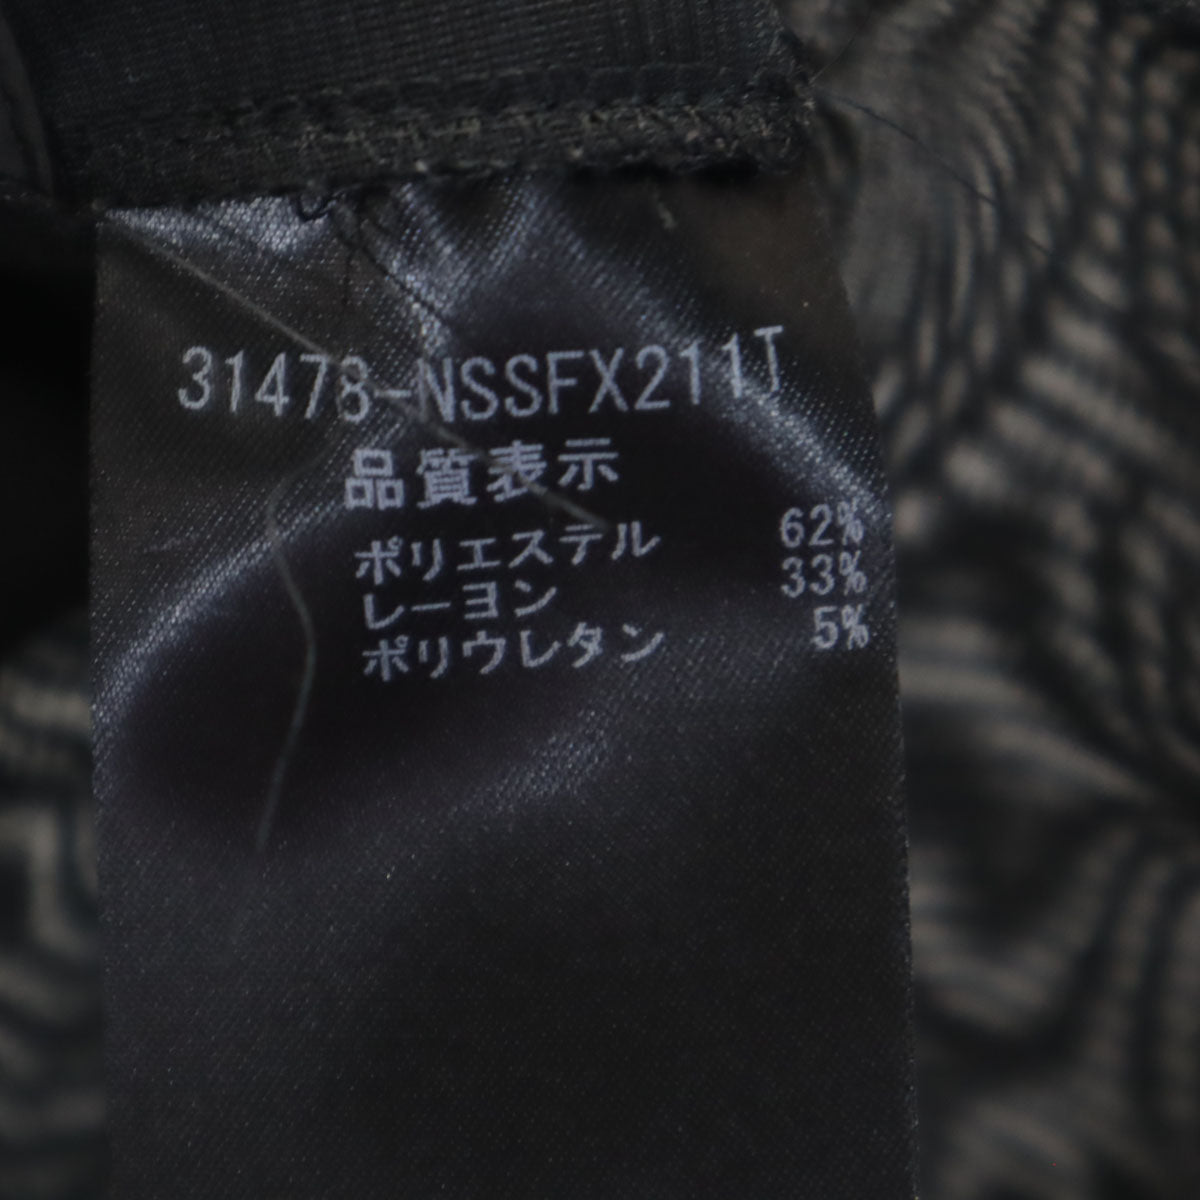 31478-NSSFX211T
品質表示
ポリエステル 62%
レーヨン 33%
ポリウレタン 5%